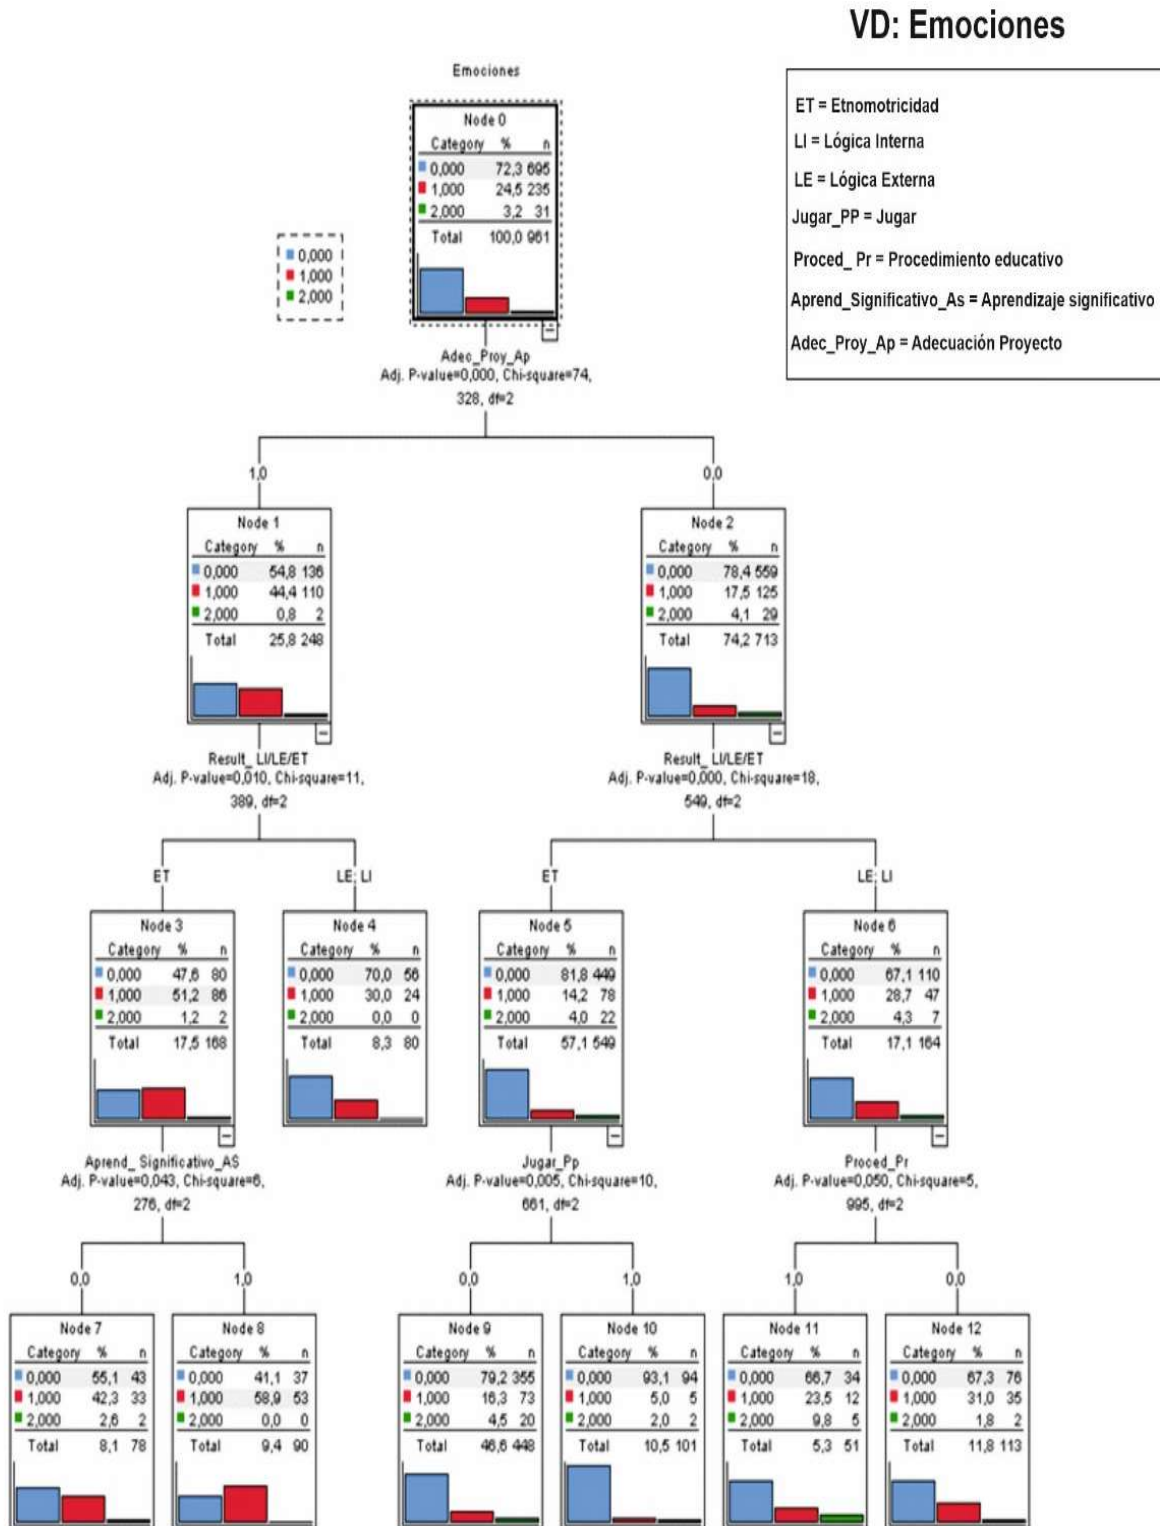 VD: Emociones
ET = Etnomotricidad
LI = Lógica Interna
LE = Lógica Externa
Jugar_PP = Jugar
Proced_ Pr = Procedimiento educativo
Aprend_Significativo_As = Aprendizaje significativo
Adec_Proy_Ap = Adecuación Proyecto
Emociones
Node 0
Category % n
0,000 72,3 695
1,000 24,5 235
2,000 3,2 31
Total 100,0 961
0,000
1,000
2,000
Adec_Proy_Ap
Adj. P-value=0,000, Chi-square=74,
328, df=2
1,0
0,0
Node 1
Category % n
0,000 54,8 136
1,000 44,4 110
2,000 0,8 2
Total 25,8 248
Node 2
Category % n
0,000 78,4 559
1,000 17,5 125
2,000 4,1 29
Total 74,2 713
Result_ LI/LE/ET
Adj. P-value=0,010, Chi-square=11,
389, df=2
Result_ LI/LE/ET
Adj. P-value=0,000, Chi-square=18,
549, df=2
ET
LE; LI
ET
LE; LI
Node 3
Category % n
0,000 47,6 80
1,000 51,2 86
2,000 1,2 2
Total 17,5 168
Node 4
Category % n
0,000 70,0 56
1,000 30,0 24
2,000 0,0 0
Total 8,3 80
Node 5
Category % n
0,000 81,8 449
1,000 14,2 78
2,000 4,0 22
Total 57,1 549
Node 6
Category % n
0,000 67,1 110
1,000 28,7 47
2,000 4,3 7
Total 17,1 164
Aprend_ Significativo_AS
Adj. P-value=0,043, Chi-square=6,
276, df=2
Jugar_Pp
Adj. P-value=0,005, Chi-square=10,
661, df=2
Proced_Pr
Adj. P-value=0,050, Chi-square=5,
995, df=2
0,0
1,0
0,0
1,0
1,0
0,0
Node 7
Category % n
0,000 55,1 43
1,000 42,3 33
2,000 2,6 2
Total 8,1 78
Node 8
Category % n
0,000 41,1 37
1,000 58,9 53
2,000 0,0 0
Total 9,4 90
Node 9
Category % n
0,000 79,2 355
1,000 16,3 73
2,000 4,5 20
Total 46,6 448
Node 10
Category % n
0,000 93,1 94
1,000 5,0 5
2,000 2,0 2
Total 10,5 101
Node 11
Category % n
0,000 66,7 34
1,000 23,5 12
2,000 9,8 5
Total 5,3 51
Node 12
Category % n
0,000 67,3 76
1,000 31,0 35
2,000 1,8 2
Total 11,8 113